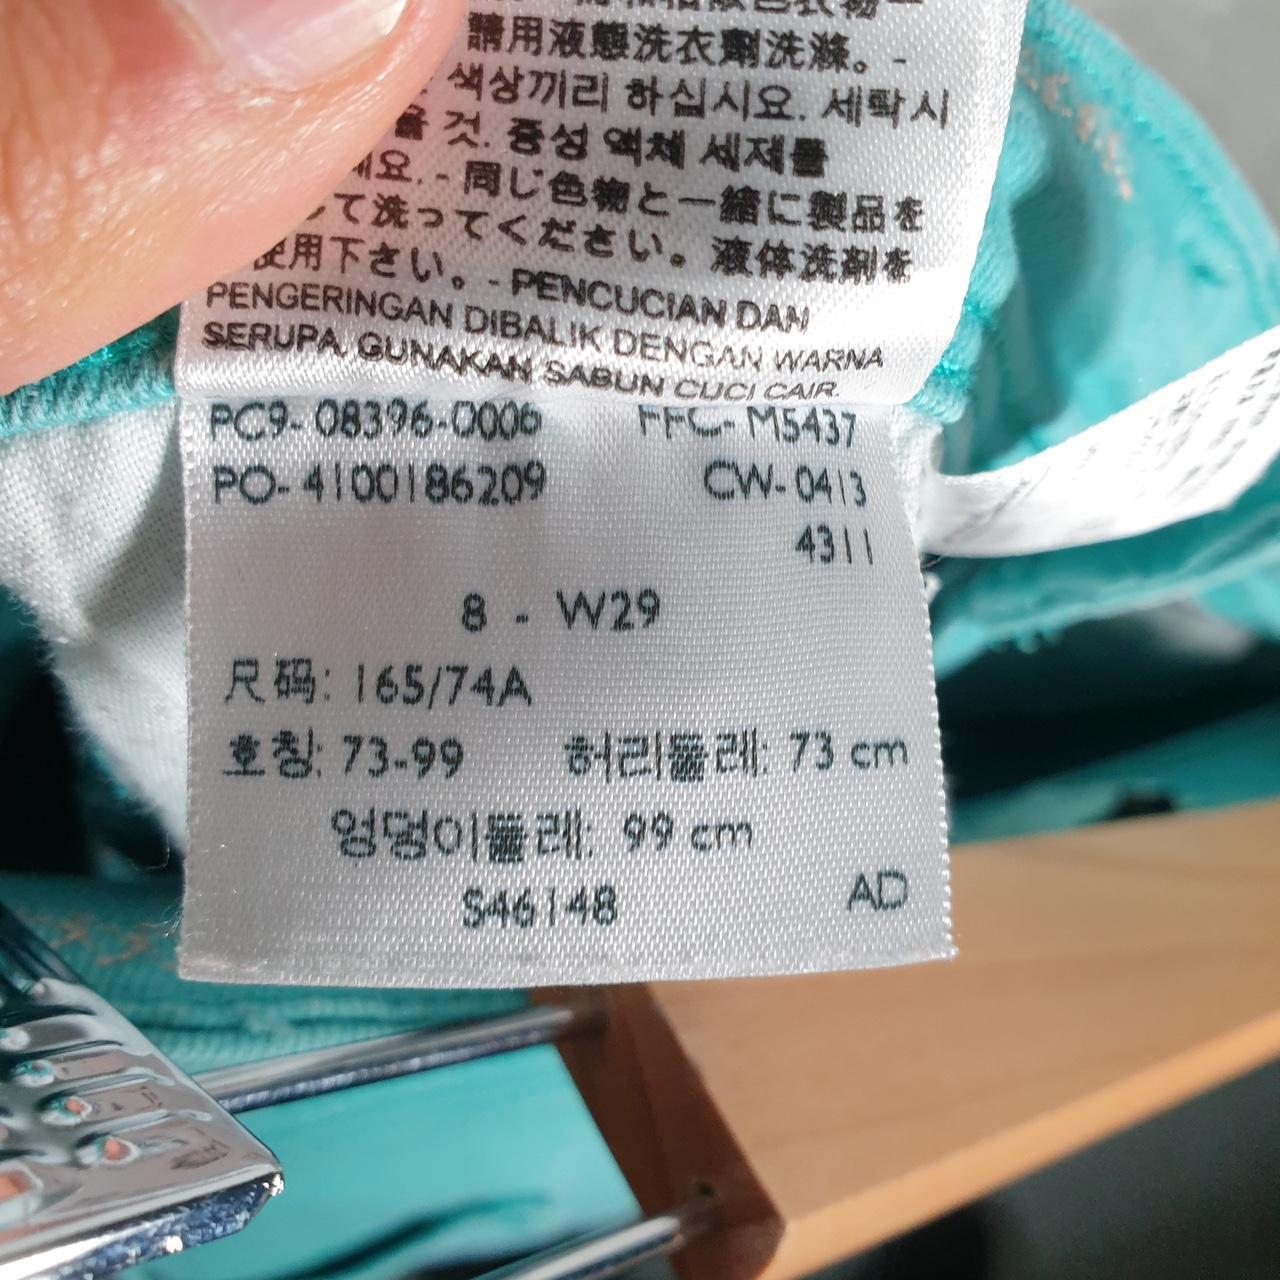 請用液態洗衣劑洗滌。-
색상끼리 하십시요. 세탁시
을 것. 중성 액체 세제를
세요. - 同じ色物と一緒に製品を
して洗ってください。液体洗剤を
使用下さい。- PENCUCIAN DAN
PENGERINGAN DIBALIK DENGAN WARNA
SERUPA. GUNAKAN SABUN CUCI CAIR.
PC9-08396-0006 FFC-M5437
PO-4100186209 CW-0413
4311
8 - W29
尺码: 165/74A
호칭: 73-99 허리둘레: 73 cm
엉덩이둘레: 99 cm
S46148 AD